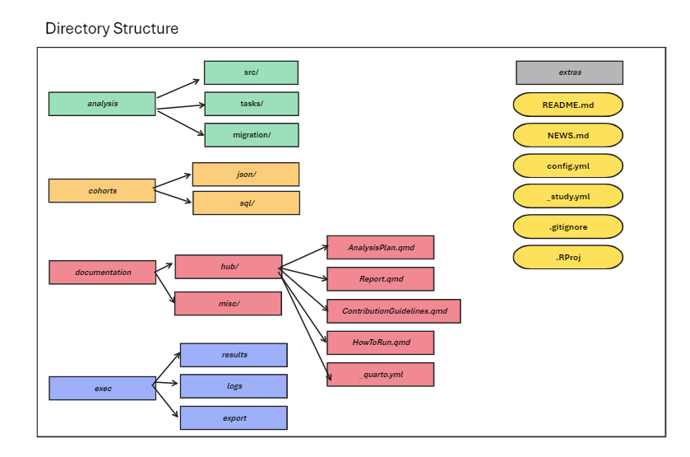 Directory Structure
analysis
src/
tasks/
migration/
cohorts
json/
sql/
documentation
hub/
misc/
AnalysisPlan.qmd
Report.qmd
ContributionGuidelines.qmd
HowToRun.qmd
_quarto.yml
exec
results
logs
export
extras
README.md
NEWS.md
config.yml
_study.yml
.gitignore
.RProj